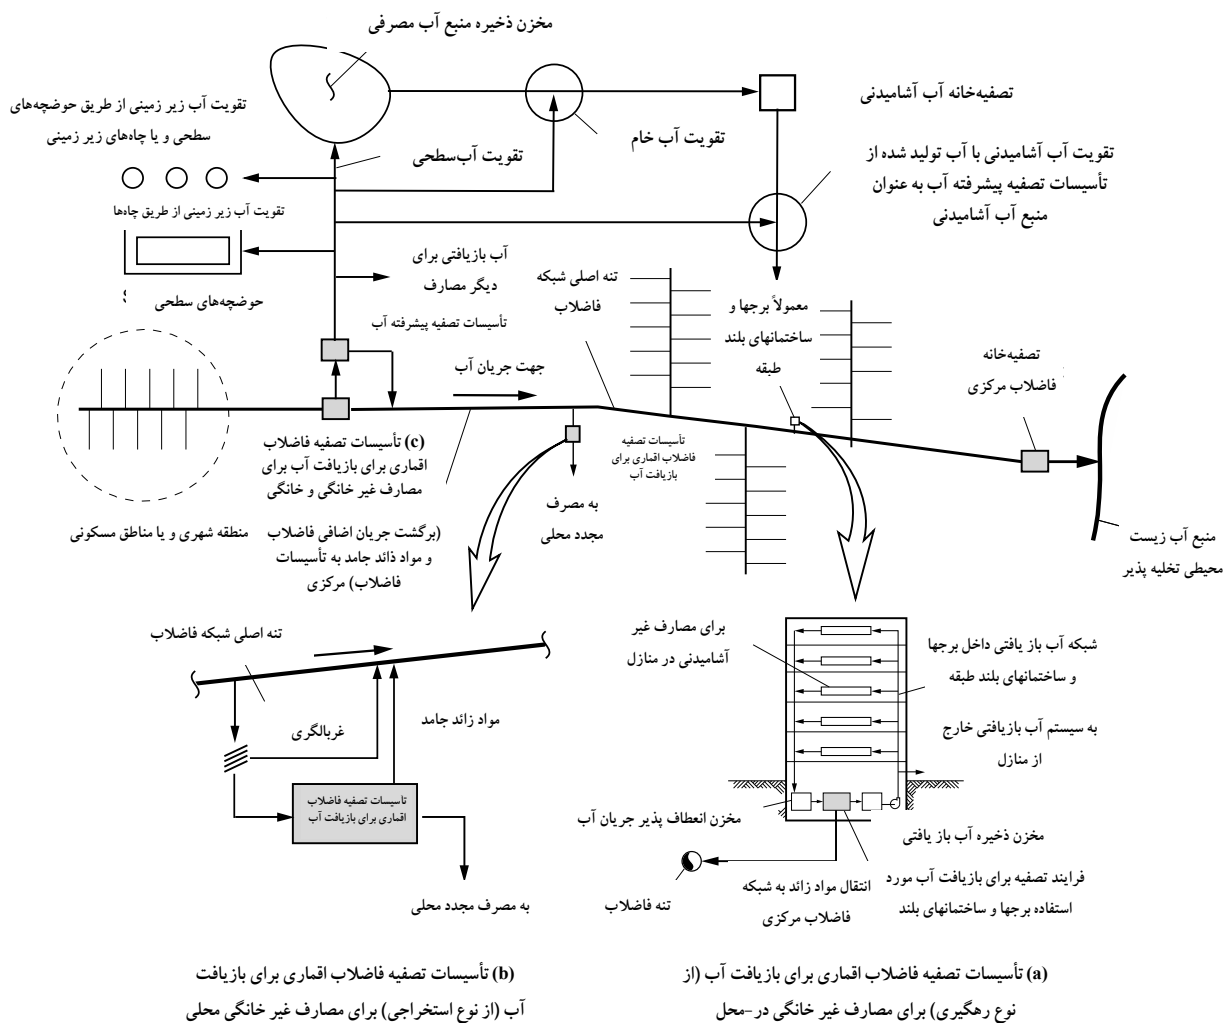 مخزن ذخیره منبع آب مصرفی
تقویت آب زیر زمینی از طریق حوضچه‌های
سطحی و یا چاه‌های زیر زمینی
تصفیه‌خانه آب آشامیدنی
تقویت آب خام
تقویت آب‌سطحی
تقویت آب آشامیدنی با آب تولید شده از
تأسیسات تصفیه پیشرفته آب به عنوان
منبع آب آشامیدنی
تقویت آب زیر زمینی از طریق چاه‌ها
آب بازیافتی برای
دیگر مصارف
تنه اصلی شبکه
فاضلاب
حوضچه‌های سطحی
معمولاً برجها و
ساختمانهای بلند
طبقه
تأسیسات تصفیه پیشرفته آب
تصفیه‌خانه
فاضلاب مرکزی
جهت جریان آب
(c) تأسیسات تصفیه فاضلاب
اقماری برای بازیافت آب برای
مصارف غیر خانگی و خانگی
تأسیسات تصفیه
فاضلاب اقماری برای
بازیافت آب
به مصرف
مجدد محلی
منطقه شهری و یا مناطق مسکونی
(برگشت جریان اضافی فاضلاب
و مواد ذائد جامد به تأسیسات
فاضلاب) مرکزی
منبع آب زیست
محیطی تخلیه پذیر
تنه اصلی شبکه فاضلاب
برای مصارف غیر
آشامیدنی در منازل
شبکه آب باز یافتی داخل برجها
و ساختمانهای بلند طبقه
غربالگری
مواد زائد جامد
به سیستم آب بازیافتی خارج
از منازل
تاسیسات تصفیه فاضلاب
اقماری برای بازیافت آب
مخزن انعطاف پذیر جریان آب
مخزن ذخیره آب باز یافتی
به مصرف مجدد محلی
تنه فاضلاب
انتقال مواد زائد به شبکه
فاضلاب مرکزی
فرایند تصفیه برای بازیافت آب مورد
استفاده برجها و ساختمانهای بلند
(a) تأسیسات تصفیه فاضلاب اقماری برای بازیافت آب (از
نوع رهگیری) برای مصارف غیر خانگی در-محل
(b) تأسیسات تصفیه فاضلاب اقماری برای بازیافت
آب (از نوع استخراجی) برای مصارف غیر خانگی محلی